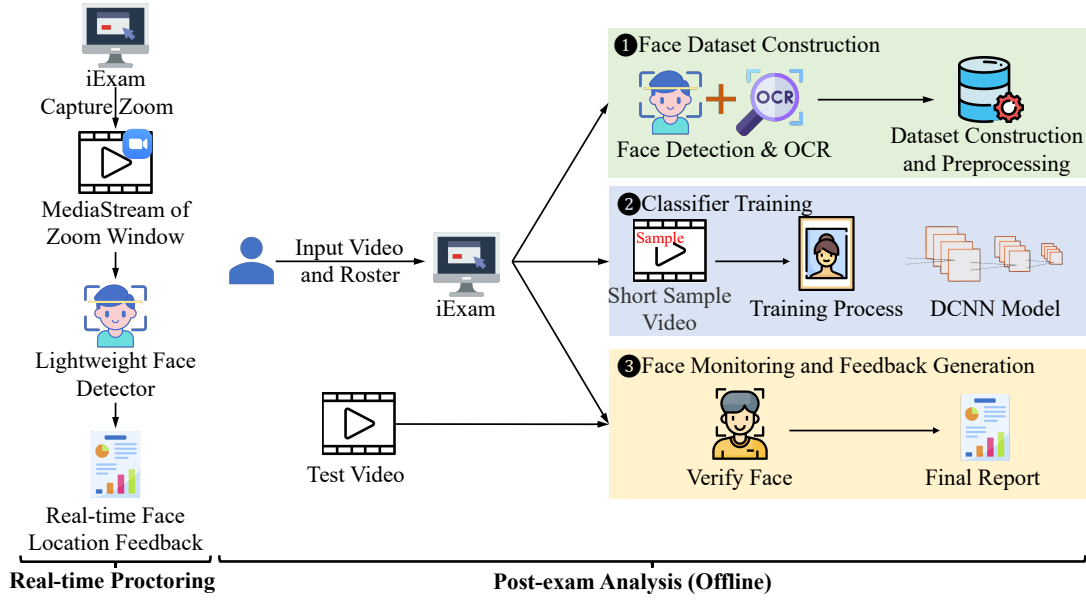 iExam
Capture Zoom
MediaStream of
Zoom Window
Lightweight Face
Detector
Real-time Face
Location Feedback
Real-time Proctoring
Input Video
and Roster
iExam
Test Video
❶Face Dataset Construction
OCR
Face Detection & OCR
Dataset Construction
and Preprocessing
❷Classifier Training
Sample
Short Sample
Video
Training Process
DCNN Model
❸Face Monitoring and Feedback Generation
Verify Face
Final Report
Post-exam Analysis (Offline)